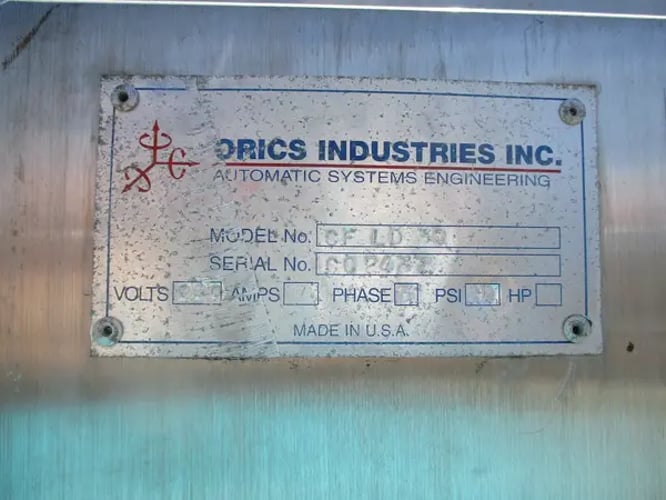 ORICS INDUSTRIES INC.
AUTOMATIC SYSTEMS ENGINEERING
MODEL No.
SERIAL No.
VOLTS AMPS PHASE PSI HP
MADE IN U.S.A.